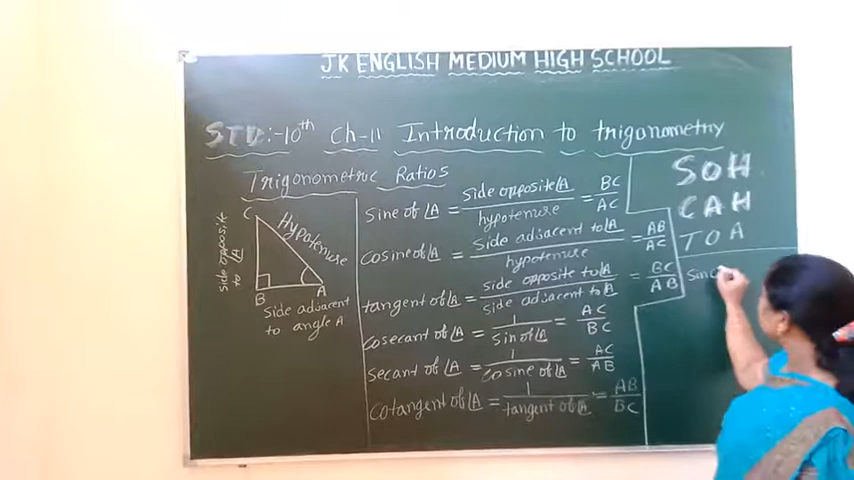 JK ENGLISH MEDIUM HIGH SCHOOL
STD:-10th Ch-11 Introduction to trigonometry
Trigonometric Ratios
C
Hypotenuse
Side opposite to ∠A
B
A
Side adjacent
to angle A
Sine of ∠A = Side opposite ∠A / hypotenuse = BC / AC
Cosine of ∠A = Side adjacent to ∠A / hypotenuse = AB / AC
tangent of ∠A = Side opposite to ∠A / side adjacent to ∠A = BC / AB
Cosecant of ∠A = 1 / Sin of ∠A = AC / BC
Secant of ∠A = 1 / Cosine of ∠A = AC / AB
Cotangent of ∠A = 1 / tangent of ∠A = AB / BC
SOH
CAH
TOA